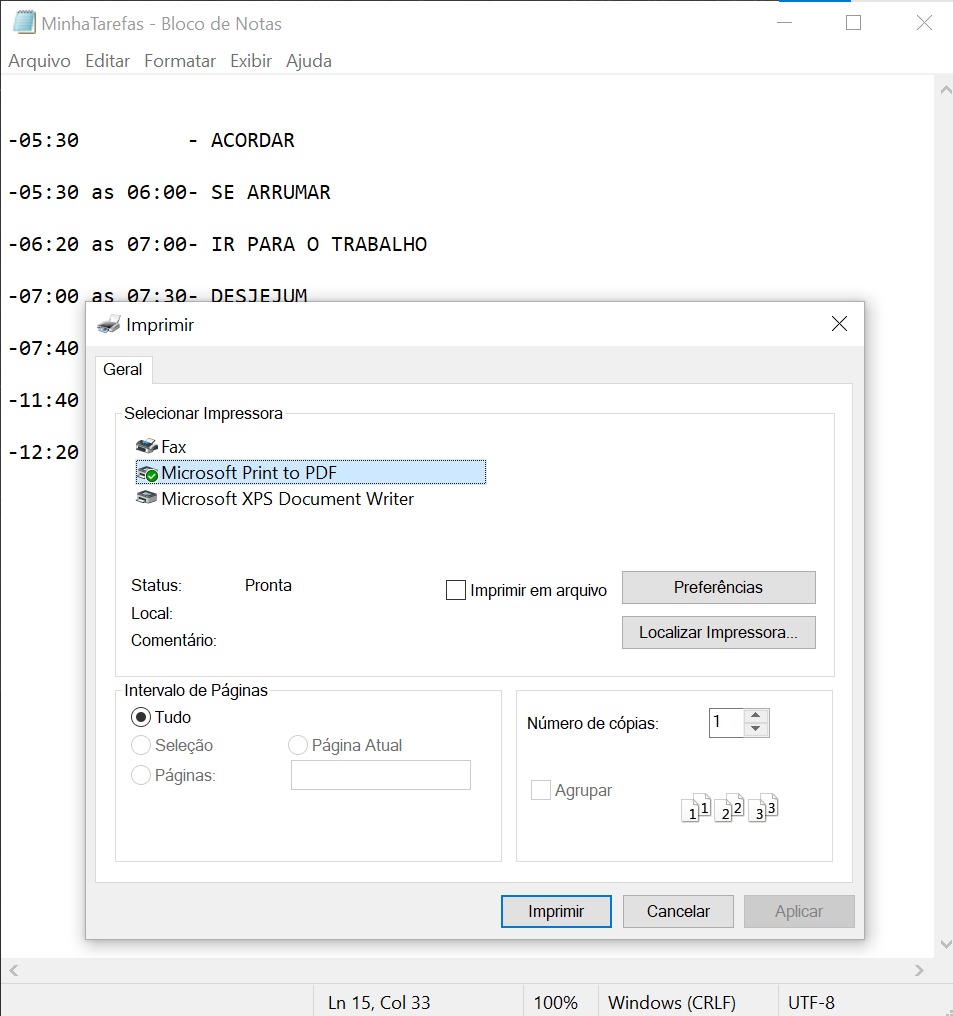 MinhaTarefas - Bloco de Notas
Arquivo Editar Formatar Exibir Ajuda
-05:30 - ACORDAR
-05:30 as 06:00- SE ARRUMAR
-06:20 as 07:00- IR PARA O TRABALHO
-07:00 as 07:30- DESJEJUM
-07:40
-11:40
-12:20
Imprimir
Geral
Selecionar Impressora
Fax
Microsoft Print to PDF
Microsoft XPS Document Writer
Status: Pronta
Imprimir em arquivo
Preferências
Local:
Localizar Impressora...
Comentário:
Intervalo de Páginas
Tudo
Seleção
Página Atual
Páginas:
Número de cópias: 1
Agrupar
1 1 2 2 3 3
Imprimir Cancelar Aplicar
Ln 15, Col 33 100% Windows (CRLF) UTF-8